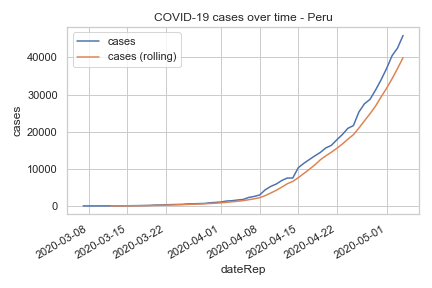 COVID-19 cases over time - Peru
cases
cases (rolling)
40000
30000
20000
10000
0
cases
2020-03-08
2020-03-15
2020-03-22
2020-04-01
2020-04-08
2020-04-15
2020-04-22
2020-05-01
dateRep